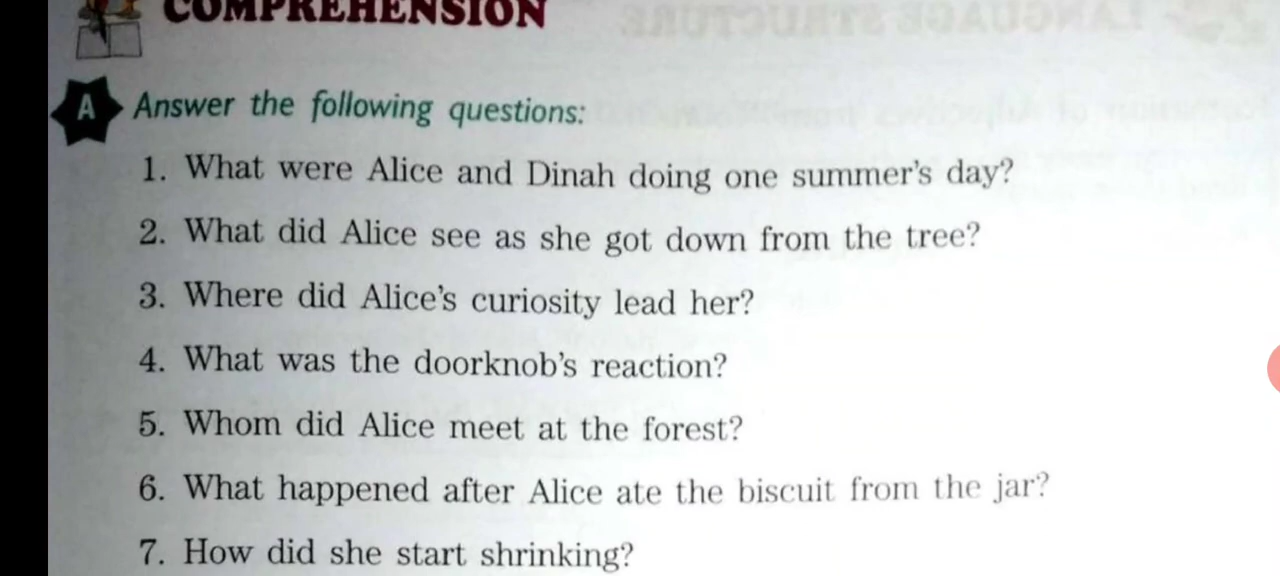 COMPREHENSION
A Answer the following questions:
1. What were Alice and Dinah doing one summer's day?
2. What did Alice see as she got down from the tree?
3. Where did Alice's curiosity lead her?
4. What was the doorknob's reaction?
5. Whom did Alice meet at the forest?
6. What happened after Alice ate the biscuit from the jar?
7. How did she start shrinking?